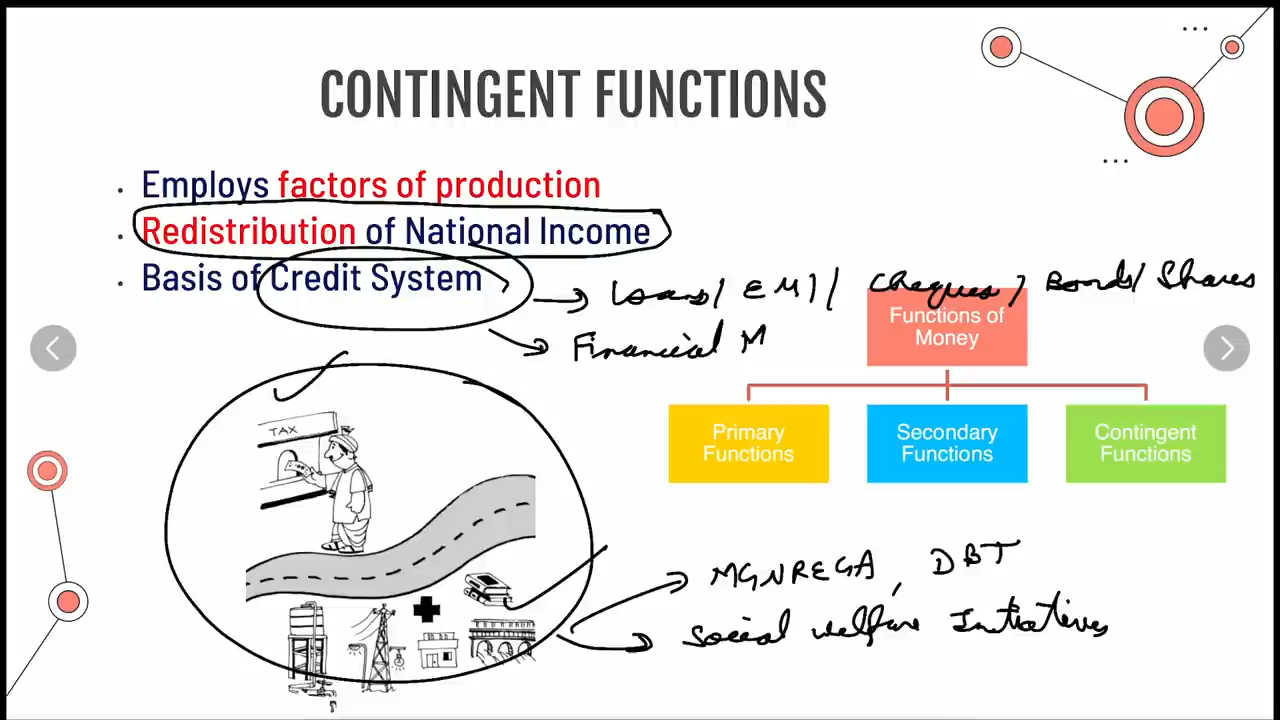 CONTINGENT FUNCTIONS
• Employs factors of production
• Redistribution of National Income
• Basis of Credit System
Loans/ EMI/ Cheques/ Bonds/ Shares
Financial M
Functions of
Money
Primary
Functions
Secondary
Functions
Contingent
Functions
TAX
MGNREGA, DBT
Social welfare Initiatives